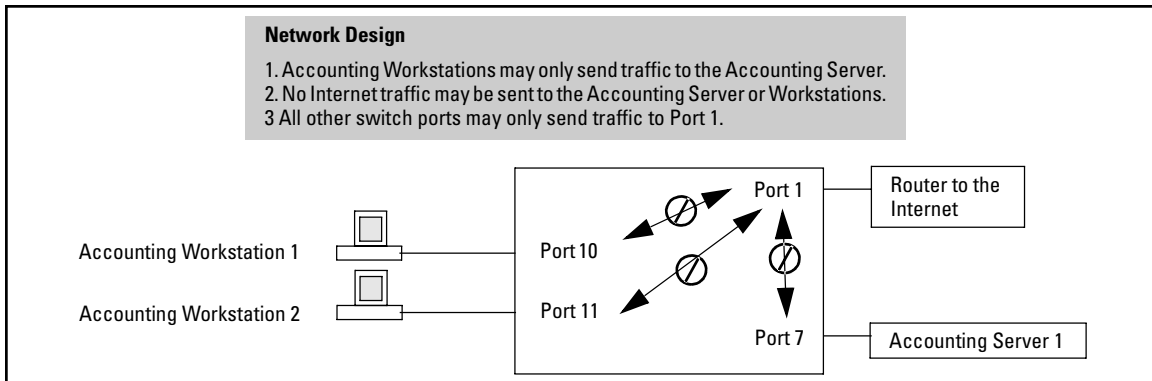 Network Design
1. Accounting Workstations may only send traffic to the Accounting Server.
2. No Internet traffic may be sent to the Accounting Server or Workstations.
3 All other switch ports may only send traffic to Port 1.
Port 1
Router to the
Internet
Accounting Workstation 1
Port 10
Accounting Workstation 2
Port 11
Port 7
Accounting Server 1